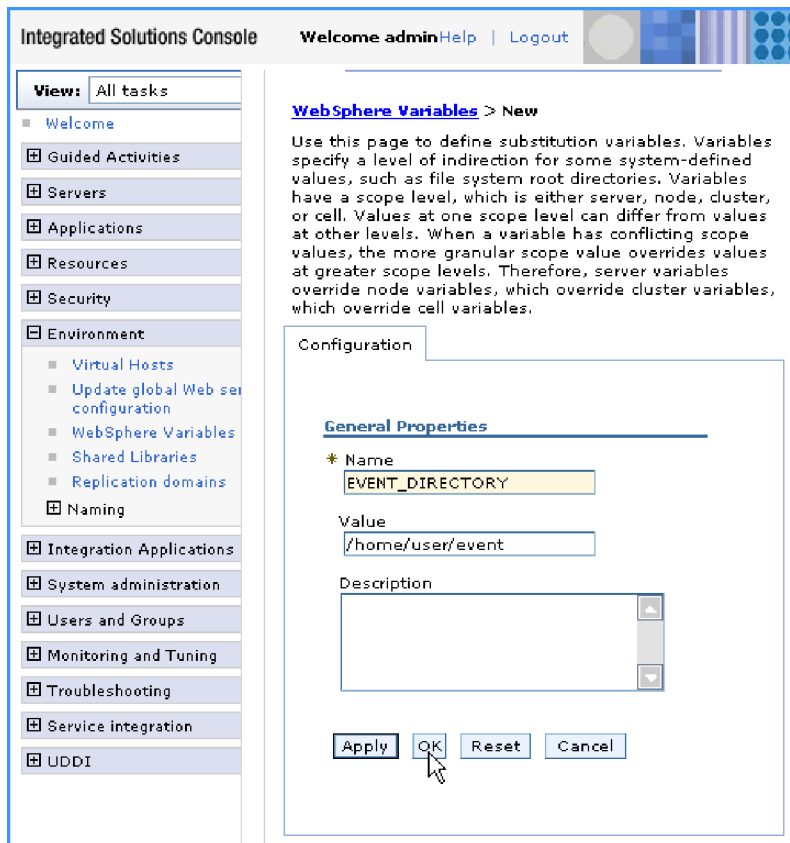 Integrated Solutions Console Welcome admin Help | Logout
View: All tasks
Welcome
Guided Activities
Servers
Applications
Resources
Security
Environment
Virtual Hosts
Update global Web ser
configuration
WebSphere Variables
Shared Libraries
Replication domains
Naming
Integration Applications
System administration
Users and Groups
Monitoring and Tuning
Troubleshooting
Service integration
UDDI
WebSphere Variables > New
Use this page to define substitution variables. Variables
specify a level of indirection for some system-defined
values, such as file system root directories. Variables
have a scope level, which is either server, node, cluster,
or cell. Values at one scope level can differ from values
at other levels. When a variable has conflicting scope
values, the more granular scope value overrides values
at greater scope levels. Therefore, server variables
override node variables, which override cluster variables,
which override cell variables.
Configuration
General Properties
* Name
EVENT_DIRECTORY
Value
/home/user/event
Description
Apply OK Reset Cancel